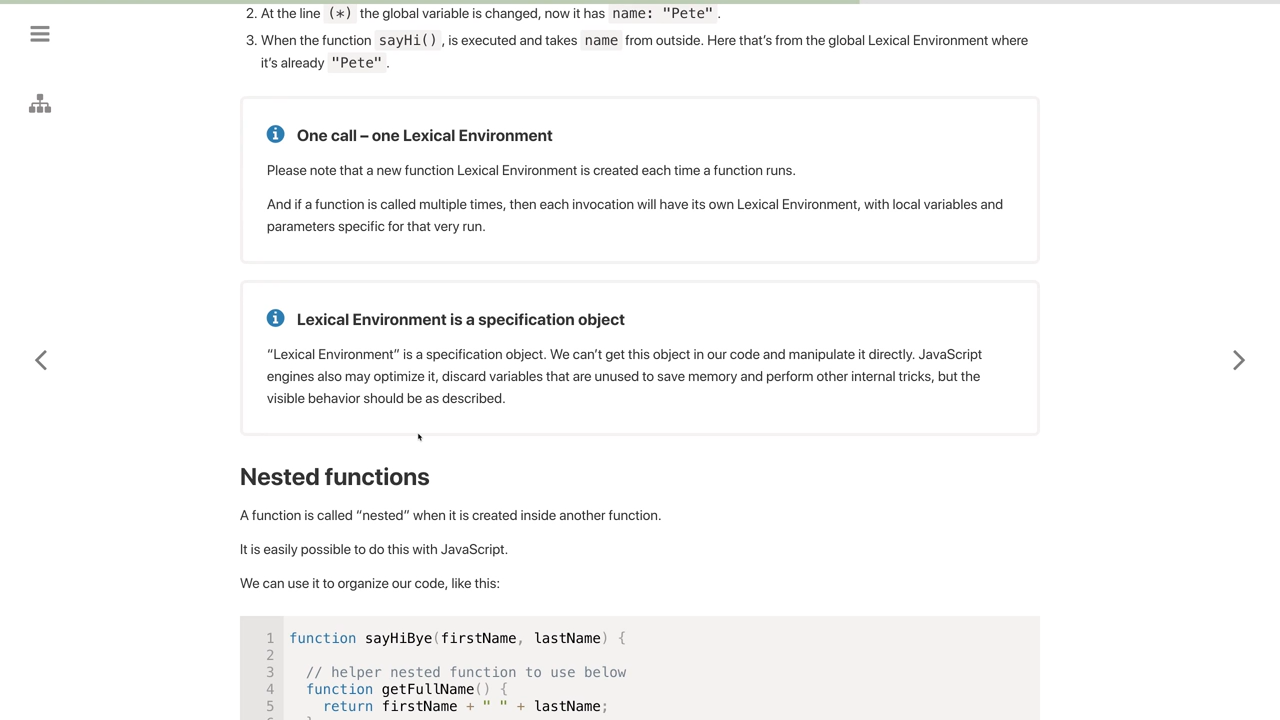 2. At the line (*) the global variable is changed, now it has name: "Pete".
3. When the function sayHi(), is executed and takes name from outside. Here that’s from the global Lexical Environment where
it’s already "Pete".
One call – one Lexical Environment
Please note that a new function Lexical Environment is created each time a function runs.
And if a function is called multiple times, then each invocation will have its own Lexical Environment, with local variables and
parameters specific for that very run.
Lexical Environment is a specification object
“Lexical Environment” is a specification object. We can’t get this object in our code and manipulate it directly. JavaScript
engines also may optimize it, discard variables that are unused to save memory and perform other internal tricks, but the
visible behavior should be as described.
Nested functions
A function is called “nested” when it is created inside another function.
It is easily possible to do this with JavaScript.
We can use it to organize our code, like this:
1 function sayHiBye(firstName, lastName) {
2
3 // helper nested function to use below
4 function getFullName() {
5 return firstName + " " + lastName;